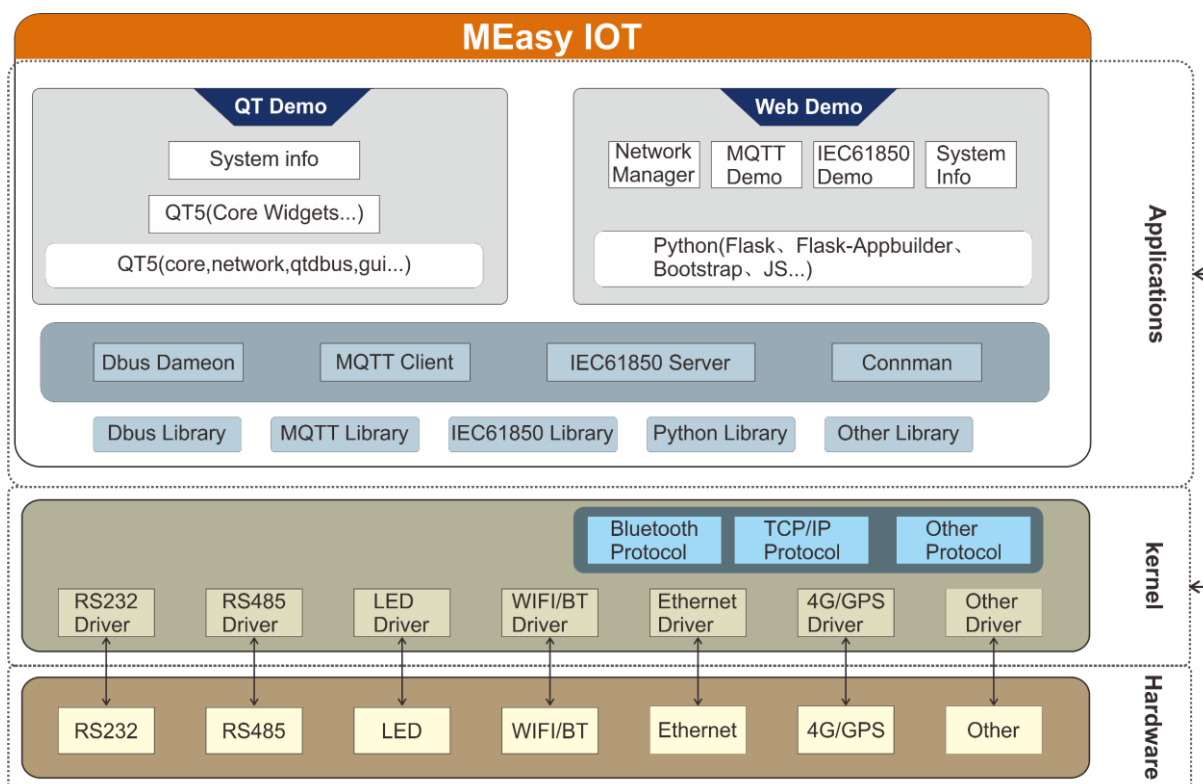 MEasy IOT
QT Demo
System info
QT5(Core Widgets...)
QT5(core,network,qtdbus,gui...)
Web Demo
Network
Manager
MQTT
Demo
IEC61850
Demo
System
Info
Python(Flask、Flask-Appbuilder、
Bootstrap、JS...)
Dbus Dameon
MQTT Client
IEC61850 Server
Connman
Dbus Library
MQTT Library
IEC61850 Library
Python Library
Other Library
Applications
Bluetooth
Protocol
TCP/IP
Protocol
Other
Protocol
RS232
Driver
RS485
Driver
LED
Driver
WIFI/BT
Driver
Ethernet
Driver
4G/GPS
Driver
Other
Driver
kernel
RS232
RS485
LED
WIFI/BT
Ethernet
4G/GPS
Other
Hardware